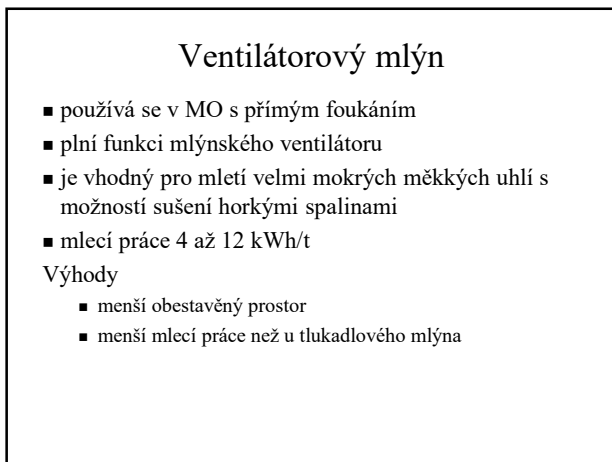 Ventilátorový mlýn
■ používá se v MO s přímým foukáním
■ plní funkci mlýnského ventilátoru
■ je vhodný pro mletí velmi mokrých měkkých uhlí s
možností sušení horkými spalinami
■ mlecí práce 4 až 12 kWh/t
Výhody
■ menší obestavěný prostor
■ menší mlecí práce než u tlukadlového mlýna